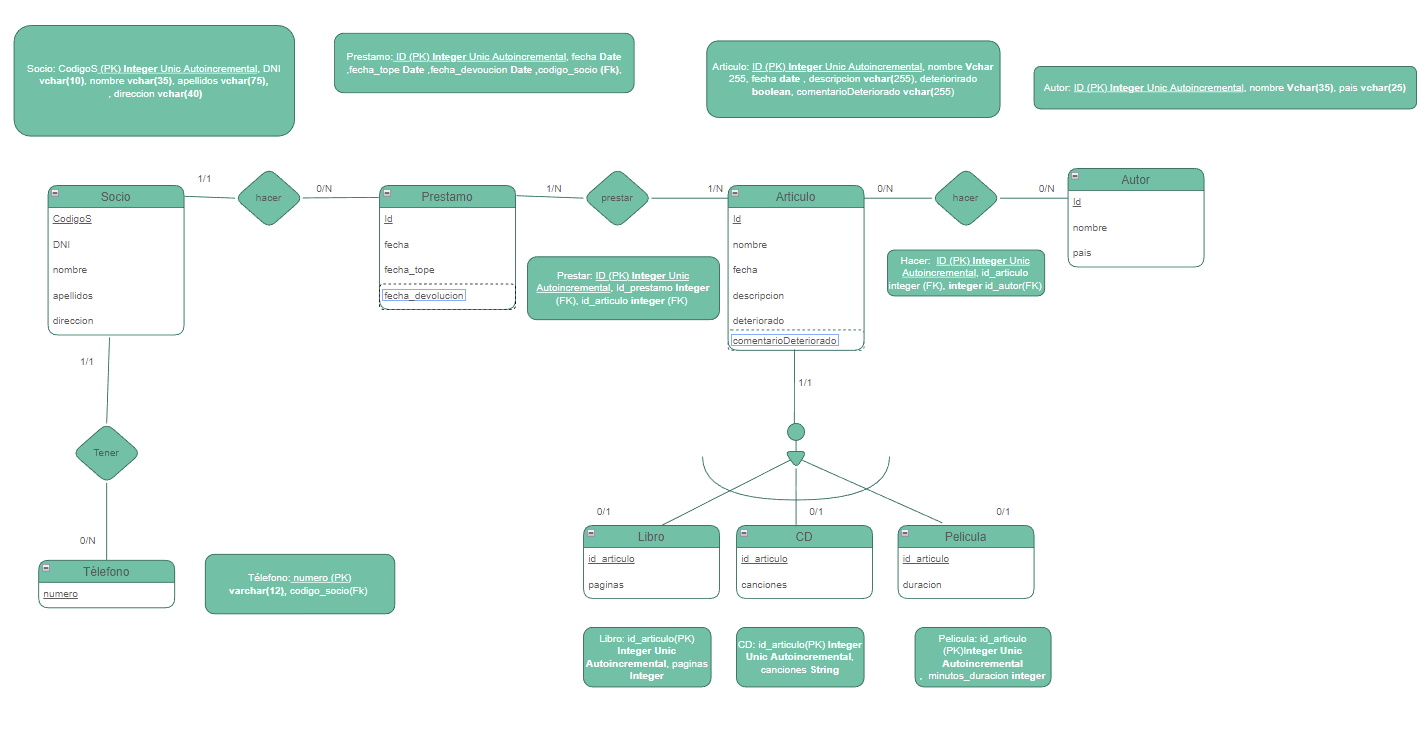 Socio: CodigoS (PK) Integer Unic Autoincremental, DNI
vchar(10), nombre vchar(35), apellidos vchar(75),
, direccion vchar(40)
Prestamo: ID (PK) Integer Unic Autoincremental, fecha Date
,fecha_tope Date ,fecha_devoucion Date ,codigo_socio (Fk),
Articulo: ID (PK) Integer Unic Autoincremental, nombre Vchar
255, fecha date , descripcion vchar(255), deteriorirado
boolean, comentarioDeteriorado vchar(255)
Autor: ID (PK) Integer Unic Autoincremental, nombre Vchar(35), pais vchar(25)
Socio
CodigoS
DNI
nombre
apellidos
direccion
1/1
hacer
0/N
Prestamo
Id
fecha
fecha_tope
fecha_devolucion
1/N
prestar
1/N
Articulo
Id
nombre
fecha
descripcion
deteriorado
comentarioDeteriorado
0/N
hacer
0/N
Autor
Id
nombre
pais
Prestar: ID (PK) Integer Unic
Autoincremental, Id_prestamo Integer
(FK), id_articulo integer (FK)
Hacer: ID (PK) Integer Unic
Autoincremental, id_articulo
integer (FK), integer id_autor(FK)
1/1
Tener
0/N
Télefono
numero
Télefono: numero (PK)
varchar(12), codigo_socio(Fk)
1/1
0/1
0/1
0/1
Libro
id_articulo
paginas
CD
id_articulo
canciones
Pelicula
id_articulo
duracion
Libro: id_articulo(PK)
Integer Unic
Autoincremental, paginas
Integer
CD: id_articulo(PK) Integer
Unic Autoincremental,
canciones String
Pelicula: id_articulo
(PK)Integer Unic
Autoincremental
, minutos_duracion integer